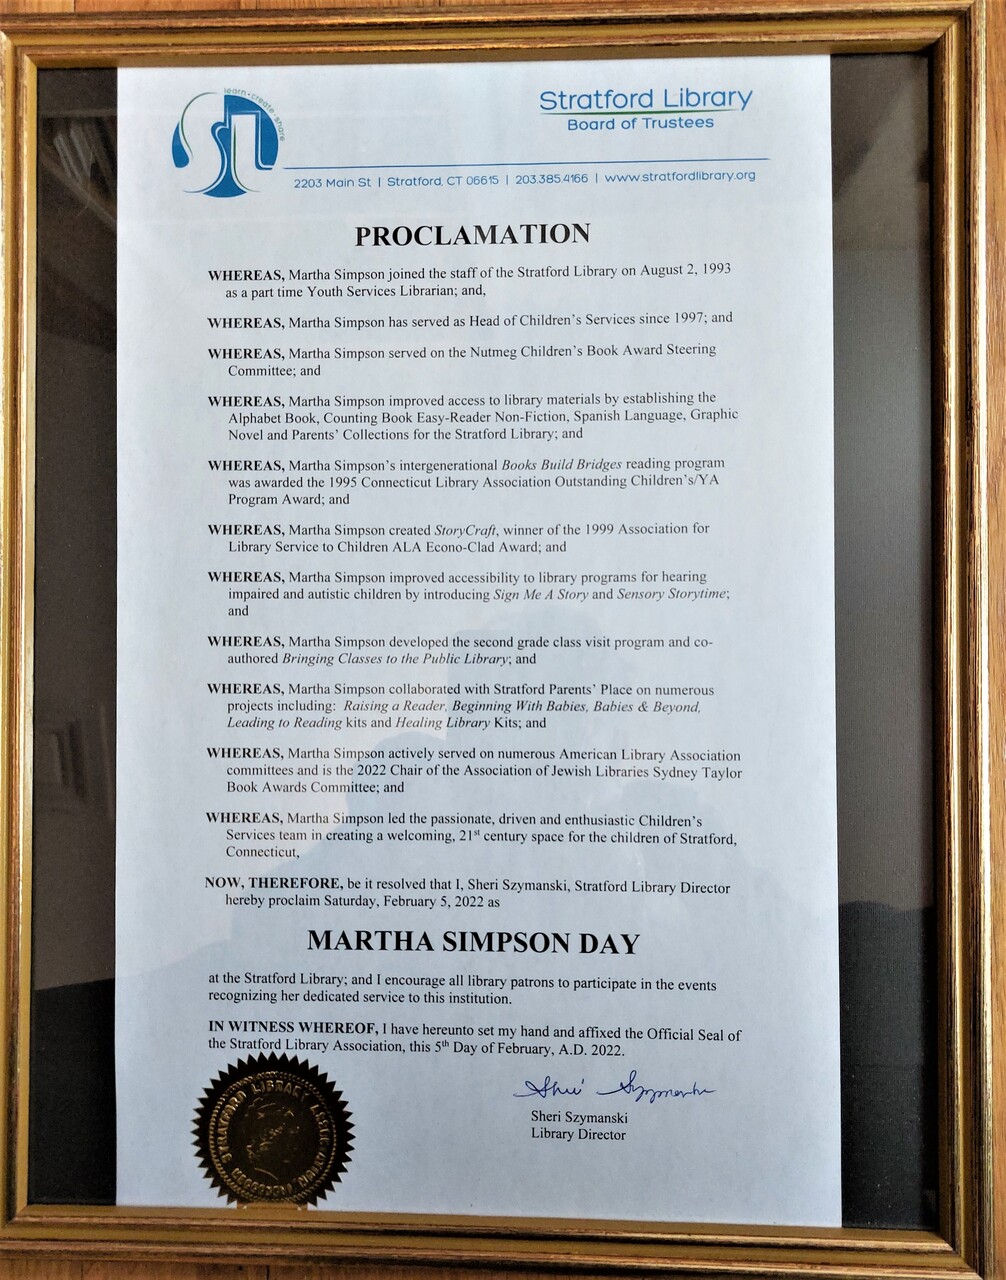 learn • create • share
SL
Stratford Library
Board of Trustees
2203 Main St | Stratford, CT 06615 | 203.385.4166 | www.stratfordlibrary.org
PROCLAMATION
WHEREAS, Martha Simpson joined the staff of the Stratford Library on August 2, 1993
as a part time Youth Services Librarian; and,
WHEREAS, Martha Simpson has served as Head of Children's Services since 1997; and
WHEREAS, Martha Simpson served on the Nutmeg Children's Book Award Steering
Committee; and
WHEREAS, Martha Simpson improved access to library materials by establishing the
Alphabet Book, Counting Book Easy-Reader Non-Fiction, Spanish Language, Graphic
Novel and Parents' Collections for the Stratford Library; and
WHEREAS, Martha Simpson's intergenerational Books Build Bridges reading program
was awarded the 1995 Connecticut Library Association Outstanding Children's/YA
Program Award; and
WHEREAS, Martha Simpson created StoryCraft, winner of the 1999 Association for
Library Service to Children ALA Econo-Clad Award; and
WHEREAS, Martha Simpson improved accessibility to library programs for hearing
impaired and autistic children by introducing Sign Me A Story and Sensory Storytime;
and
WHEREAS, Martha Simpson developed the second grade class visit program and co-
authored Bringing Classes to the Public Library; and
WHEREAS, Martha Simpson collaborated with Stratford Parents' Place on numerous
projects including: Raising a Reader, Beginning With Babies, Babies & Beyond,
Leading to Reading kits and Healing Library Kits; and
WHEREAS, Martha Simpson actively served on numerous American Library Association
committees and is the 2022 Chair of the Association of Jewish Libraries Sydney Taylor
Book Awards Committee; and
WHEREAS, Martha Simpson led the passionate, driven and enthusiastic Children's
Services team in creating a welcoming, 21st century space for the children of Stratford,
Connecticut,
NOW, THEREFORE, be it resolved that I, Sheri Szymanski, Stratford Library Director
hereby proclaim Saturday, February 5, 2022 as
MARTHA SIMPSON DAY
at the Stratford Library; and I encourage all library patrons to participate in the events
recognizing her dedicated service to this institution.
IN WITNESS WHEREOF, I have hereunto set my hand and affixed the Official Seal of
the Stratford Library Association, this 5th Day of February, A.D. 2022.
Sheri Szymanski
Sheri Szymanski
Library Director
STRATFORD LIBRARY